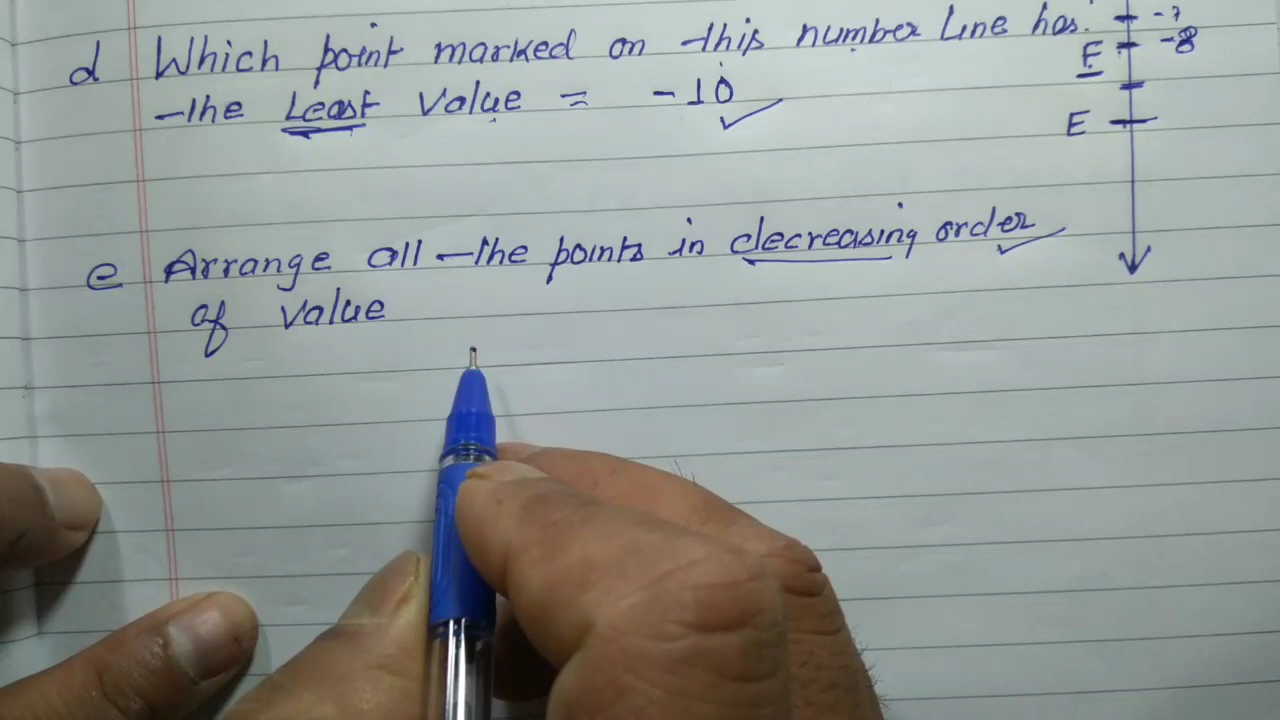 d Which point marked on this number Line has.
the Least Value = -10
e Arrange all the points in decreasing order
of value
-7
F -8
E